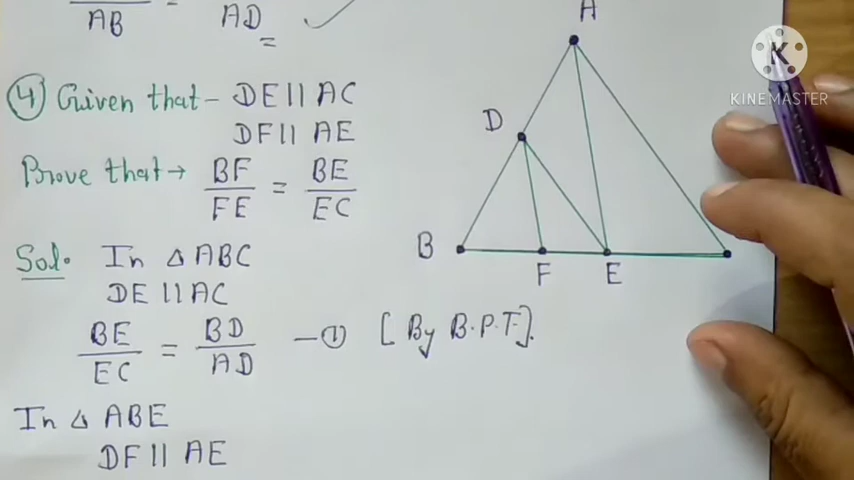 AB AD
④ Given that - DE || AC
DF || AE
Prove that → BF/FE = BE/EC
Sol. In △ ABC
DE || AC
BE/EC = BD/AD —① [By B.P.T.].
In △ ABE
DF || AE
A
D
B
F
E
K
KINEMASTER